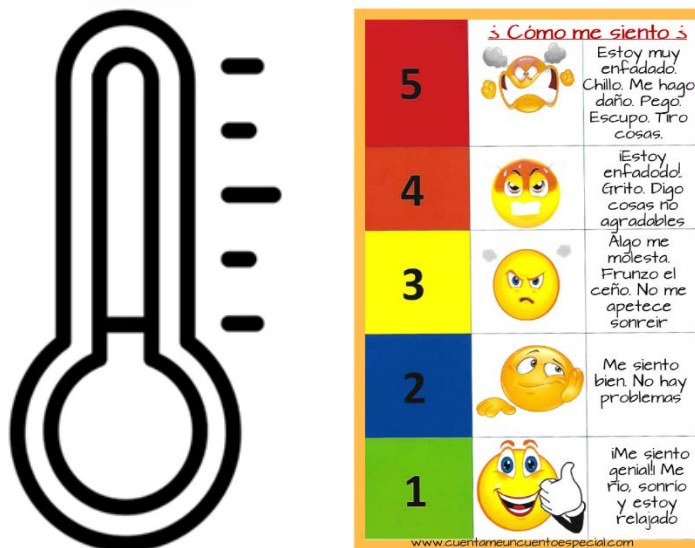 ¿ Cómo me siento ¿
5
Estoy muy
enfadado.
Chillo. Me hago
daño. Pego.
Escupo. Tiro
cosas.
4
¡Estoy
enfadodo!
Grito. Digo
cosas no
agradables
3
Algo me
molesta.
Frunzo el
ceño. No me
apetece
sonreir
2
Me siento
bien. No hay
problemas
1
¡Me siento
genial!¡ Me
río, sonrio
y estoy
relajado
www.cuentameuncuentoespecial.com